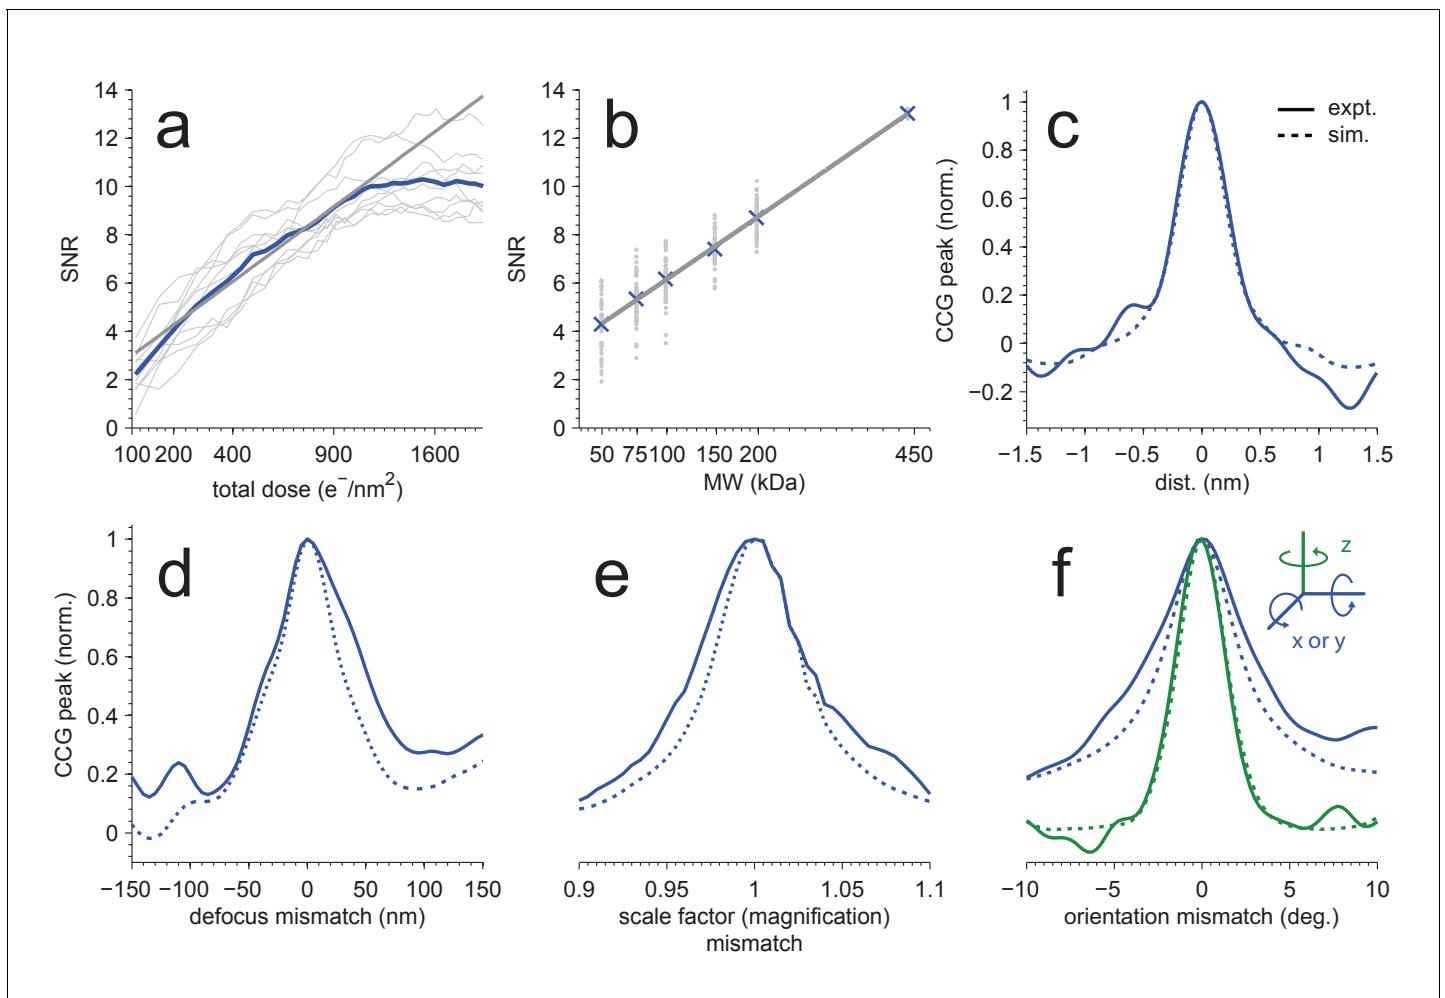 a
14
12
10
8
6
4
2
0
SNR
100 200 400 900 1600
total dose (e⁻/nm²)
b
14
12
10
8
6
4
2
0
SNR
50 75 100 150 200 450
MW (kDa)
c
expt.
sim.
1
0.8
0.6
0.4
0.2
0
−0.2
CCG peak (norm.)
−1.5 −1 −0.5 0 0.5 1 1.5
dist. (nm)
d
1
0.8
0.6
0.4
0.2
0
CCG peak (norm.)
−150 −100 −50 0 50 100 150
defocus mismatch (nm)
e
0.9 0.95 1 1.05 1.1
scale factor (magnification)
mismatch
f
z
x or y
−10 −5 0 5 10
orientation mismatch (deg.)